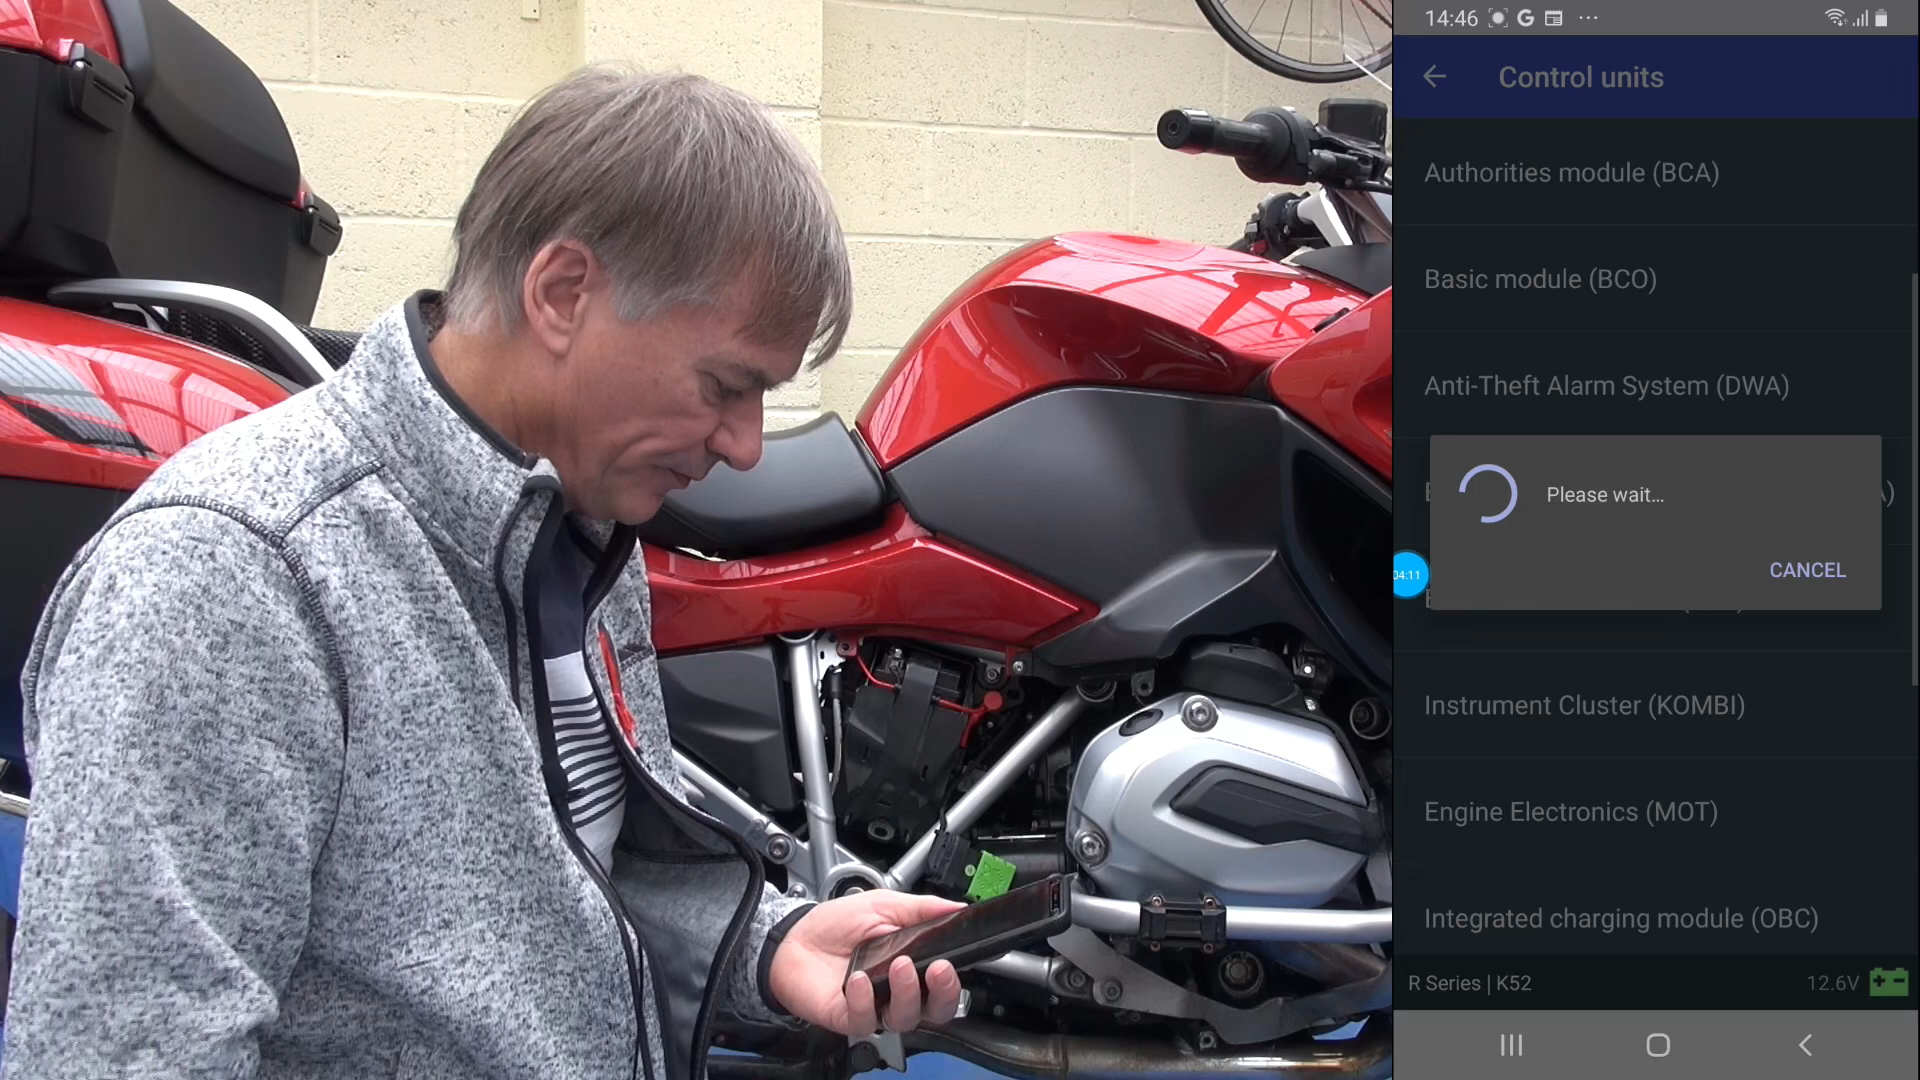 14:46
Control units
Authorities module (BCA)
Basic module (BCO)
Anti-Theft Alarm System (DWA)
Please wait...
CANCEL
04:11
Instrument Cluster (KOMBI)
Engine Electronics (MOT)
Integrated charging module (OBC)
R Series | K52
12.6V